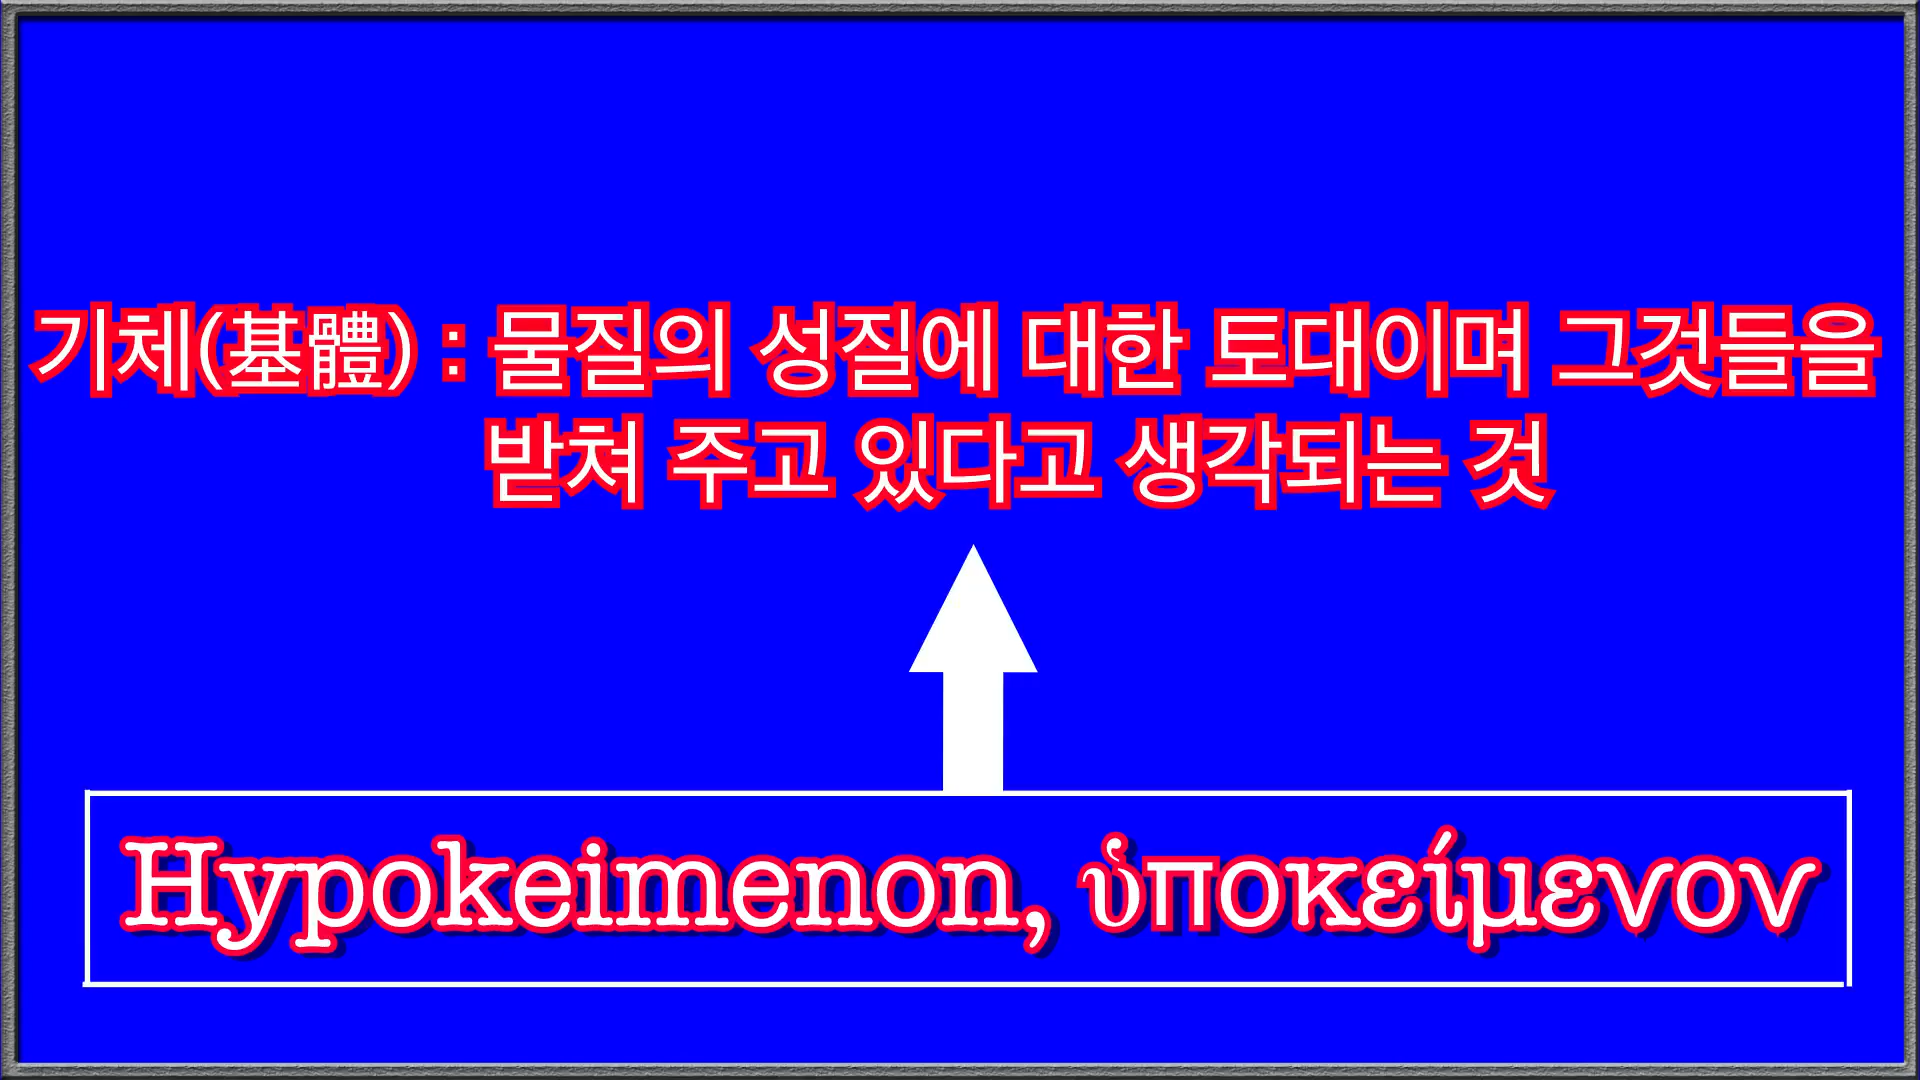 기체(基體) : 물질의 성질에 대한 토대이며 그것들을
받쳐 주고 있다고 생각되는 것
Hypokeimenon, ὑποκείμενον